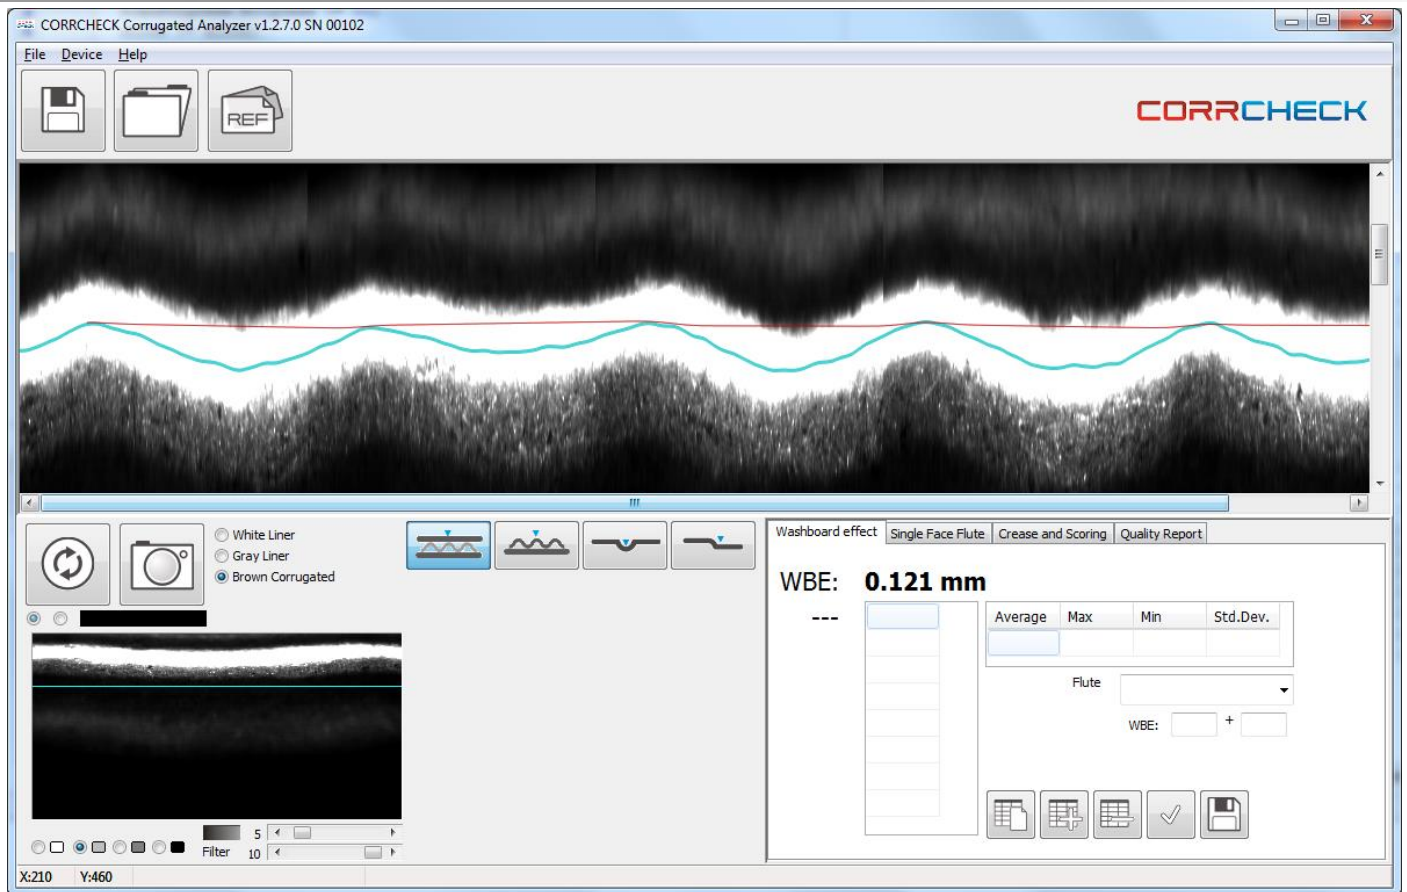 CORRCHECK Corrugated Analyzer v1.2.7.0 SN 00102
File Device Help
REF
CORRCHECK
White Liner
Gray Liner
Brown Corrugated
Washboard effect Single Face Flute Crease and Scoring Quality Report
WBE: 0.121 mm
---
Average Max Min Std.Dev.
Flute
WBE: +
5
Filter 10
X:210 Y:460